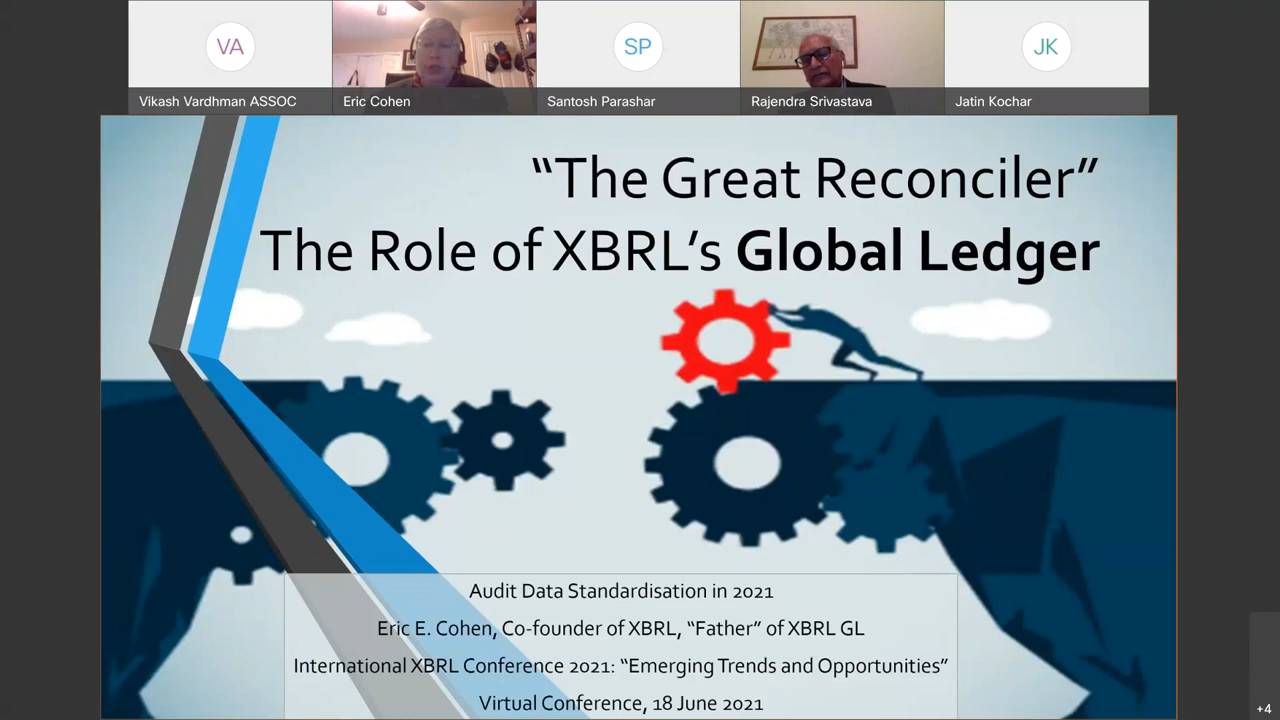 VA
SP
JK
Vikash Vardhman ASSOC
Eric Cohen
Santosh Parashar
Rajendra Srivastava
Jatin Kochar
“The Great Reconciler”
The Role of XBRL’s Global Ledger
Audit Data Standardisation in 2021
Eric E. Cohen, Co-founder of XBRL, “Father” of XBRL GL
International XBRL Conference 2021: “Emerging Trends and Opportunities”
Virtual Conference, 18 June 2021
+4